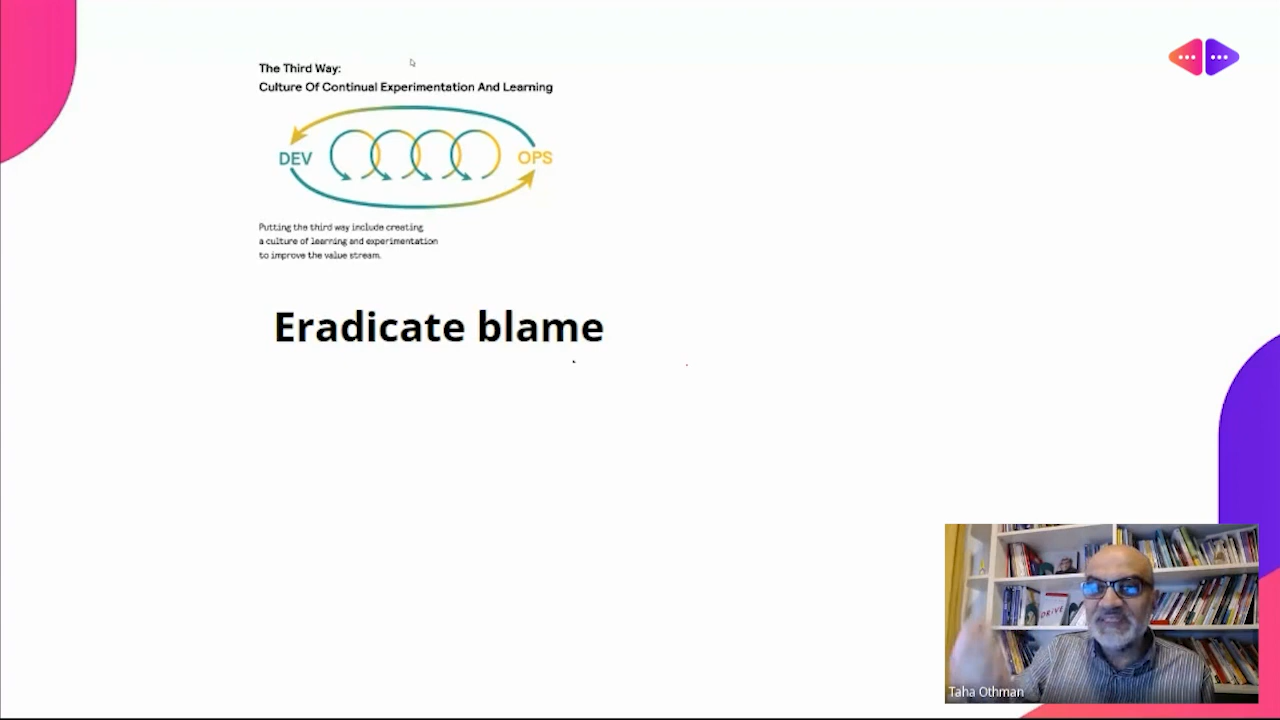 The Third Way:
Culture Of Continual Experimentation And Learning
DEV
OPS
Putting the third way include creating
a culture of learning and experimentation
to improve the value stream.
Eradicate blame
DRiVE
Taha Othman